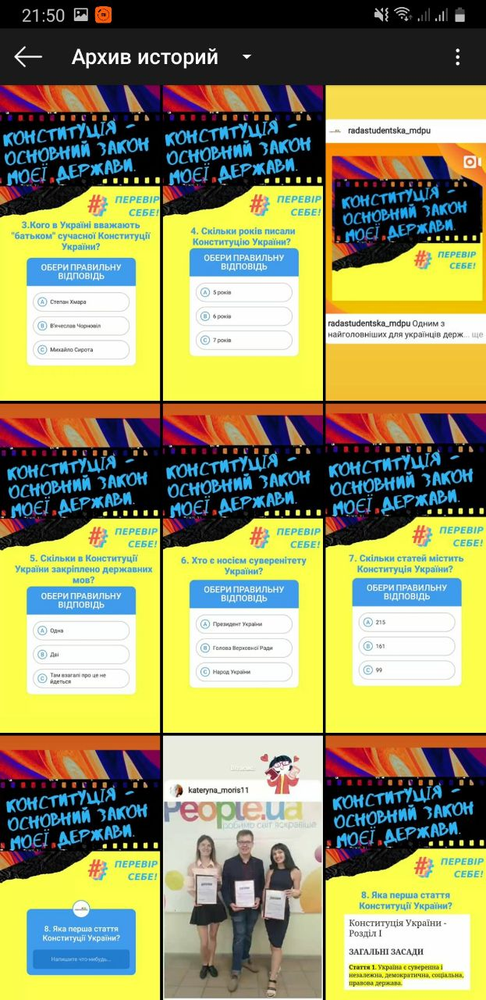 21:50
Архив историй
КОНСТИТУЦІЯ –
ОСНОВНИЙ ЗАКОН
МОЄЇ ДЕРЖАВИ.
# ПЕРЕВІР
СЕБЕ!
3.Кого в Україні вважають
"батьком" сучасної Конституції
України?
ОБЕРИ ПРАВИЛЬНУ
ВІДПОВІДЬ
A Степан Хмара
B В'ячеслав Чорновіл
C Михайло Сирота
КОНСТИТУЦІЯ –
ОСНОВНИЙ ЗАКОН
МОЄЇ ДЕРЖАВИ.
# ПЕРЕВІР
СЕБЕ!
4. Скільки років писали
Конституцію України?
ОБЕРИ ПРАВИЛЬНУ
ВІДПОВІДЬ
A 5 років
B 6 років
C 7 років
radastudentska_mdpu
КОНСТИТУЦІЯ –
ОСНОВНИЙ ЗАКОН
МОЄЇ ДЕРЖАВИ.
# ПЕРЕВІР
СЕБЕ!
radastudentska_mdpu Одним з
найголовніших для українців держ... ще
КОНСТИТУЦІЯ –
ОСНОВНИЙ ЗАКОН
МОЄЇ ДЕРЖАВИ.
# ПЕРЕВІР
СЕБЕ!
5. Скільки в Конституції
України закріплено державних
мов?
ОБЕРИ ПРАВИЛЬНУ
ВІДПОВІДЬ
A Одна
B Дві
C Там взагалі про це не
йдеться
КОНСТИТУЦІЯ –
ОСНОВНИЙ ЗАКОН
МОЄЇ ДЕРЖАВИ.
# ПЕРЕВІР
СЕБЕ!
6. Хто є носієм суверенітету
України?
ОБЕРИ ПРАВИЛЬНУ
ВІДПОВІДЬ
A Президент України
B Голова Верховної Ради
C Народ України
КОНСТИТУЦІЯ –
ОСНОВНИЙ ЗАКОН
МОЄЇ ДЕРЖАВИ.
# ПЕРЕВІР
СЕБЕ!
7. Скільки статей містить
Конституція України?
ОБЕРИ ПРАВИЛЬНУ
ВІДПОВІДЬ
A 215
B 161
C 99
КОНСТИТУЦІЯ –
ОСНОВНИЙ ЗАКОН
МОЄЇ ДЕРЖАВИ.
# ПЕРЕВІР
СЕБЕ!
8. Яка перша стаття
Конституції України?
Напишите что-нибудь...
Вітаємо!
kateryna_moris11
People.ua
робимо світ яскравіше
КОНСТИТУЦІЯ –
ОСНОВНИЙ ЗАКОН
МОЄЇ ДЕРЖАВИ.
# ПЕРЕВІР
СЕБЕ!
8. Яка перша стаття
Конституції України?
Конституція України -
Розділ I
ЗАГАЛЬНІ ЗАСАДИ
Стаття 1. Україна є суверенна і
незалежна, демократична, соціальна,
правова держава.